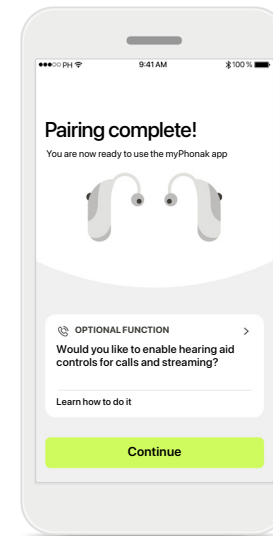 ●●●○○ PH 9:41 AM 100 %
Pairing complete!
You are now ready to use the myPhonak app
OPTIONAL FUNCTION
Would you like to enable hearing aid
controls for calls and streaming?
Learn how to do it
Continue